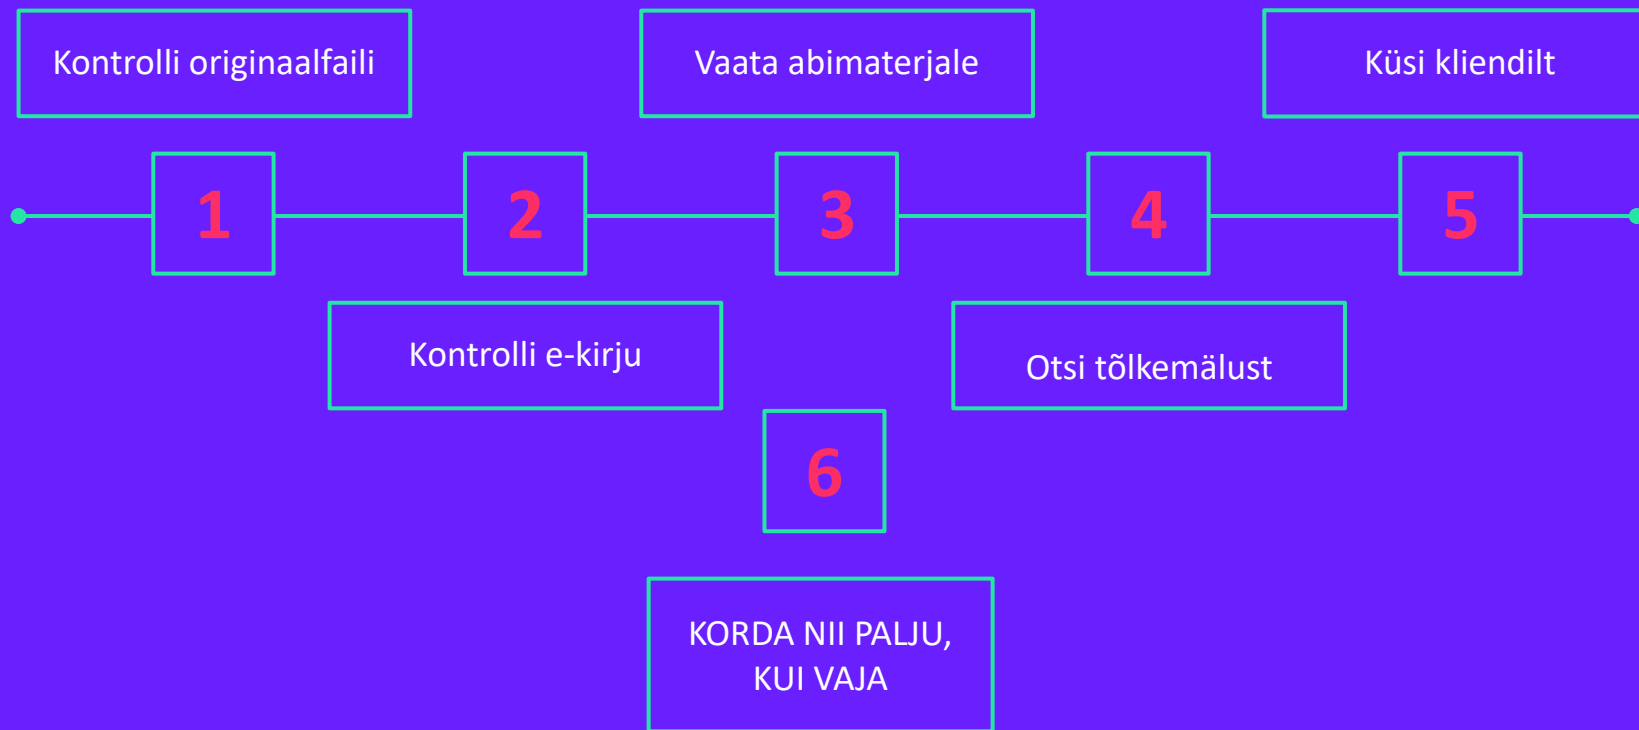 Kontrolli originaalfaili
Vaata abimaterjale
Küsi kliendilt
1
2
3
4
5
Kontrolli e-kirju
Otsi tõlkemälust
6
KORDA NII PALJU,
KUI VAJA